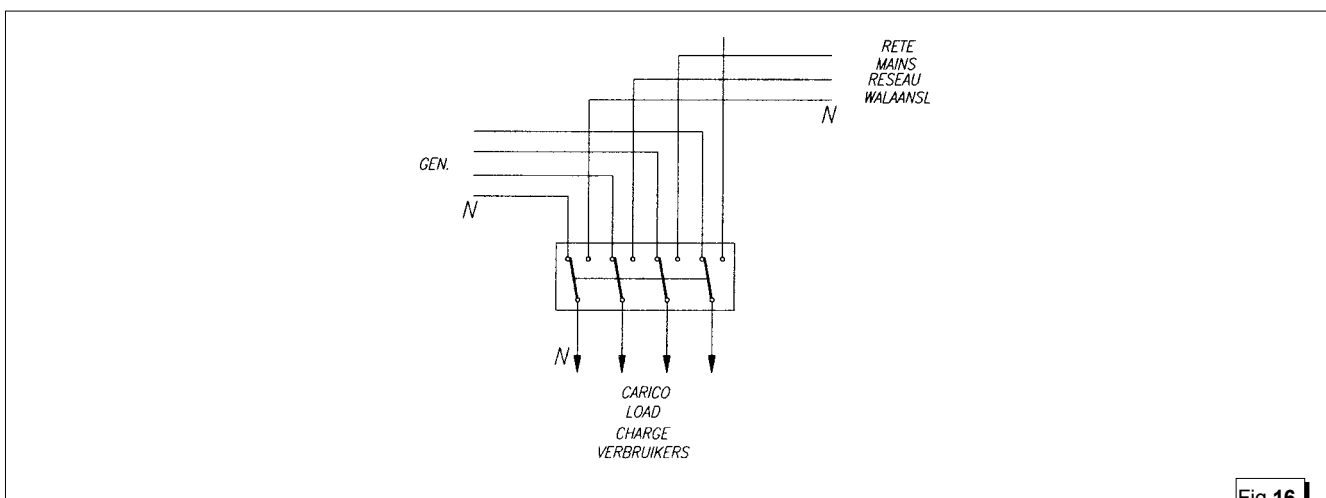 RETE
MAINS
RESEAU
WALAANSL
N
GEN.
N
N
CARICO
LOAD
CHARGE
VERBRUIKERS
Fig 16